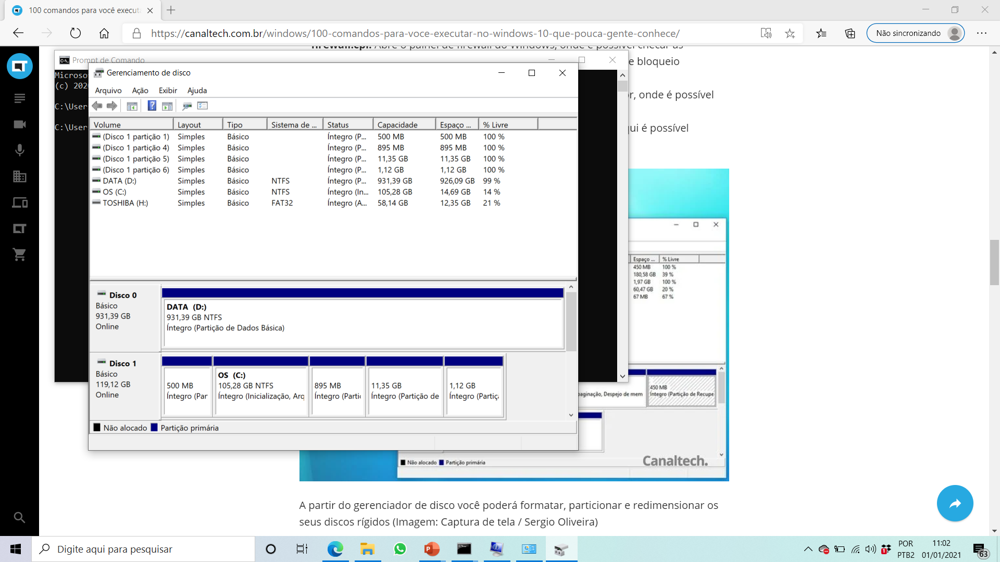 100 comandos para você execut
https://canaltech.com.br/windows/100-comandos-para-voce-executar-no-windows-10-que-pouca-gente-conhece/
Não sincronizando
e bloqueio
onde é possível
qui é possível
Prompt de Comando
Microso
(c) 202
C:\User
C:\User
Gerenciamento de disco
Arquivo Ação Exibir Ajuda
Volume Layout Tipo Sistema de ... Status Capacidade Espaço ... % Livre
(Disco 1 partição 1) Simples Básico Íntegro (P... 500 MB 500 MB 100 %
(Disco 1 partição 4) Simples Básico Íntegro (P... 895 MB 895 MB 100 %
(Disco 1 partição 5) Simples Básico Íntegro (P... 11,35 GB 11,35 GB 100 %
(Disco 1 partição 6) Simples Básico Íntegro (P... 1,12 GB 1,12 GB 100 %
DATA (D:) Simples Básico NTFS Íntegro (P... 931,39 GB 926,09 GB 99 %
OS (C:) Simples Básico NTFS Íntegro (In... 105,28 GB 14,69 GB 14 %
TOSHIBA (H:) Simples Básico FAT32 Íntegro (A... 58,14 GB 12,35 GB 21 %
Disco 0
Básico
931,39 GB
Online
DATA (D:)
931,39 GB NTFS
Íntegro (Partição de Dados Básica)
Disco 1
Básico
119,12 GB
Online
500 MB
Íntegro (Par
OS (C:)
105,28 GB NTFS
Íntegro (Inicialização, Arq
895 MB
Íntegro (Parti
11,35 GB
Íntegro (Partição de
1,12 GB
Íntegro (Partiç
Não alocado Partição primária
Espaço ... % Livre
450 MB 100 %
180,58 GB 39 %
1,97 GB 100 %
60,47 GB 20 %
67 MB 67 %
paginação, Despejo de mem
450 MB
Íntegro (Partição de Recupe
Não alocado Partição primária
Canaltech.
A partir do gerenciador de disco você poderá formatar, particionar e redimensionar os
seus discos rígidos (Imagem: Captura de tela / Sergio Oliveira)
Digite aqui para pesquisar
POR
PTB2
11:02
01/01/2021
63